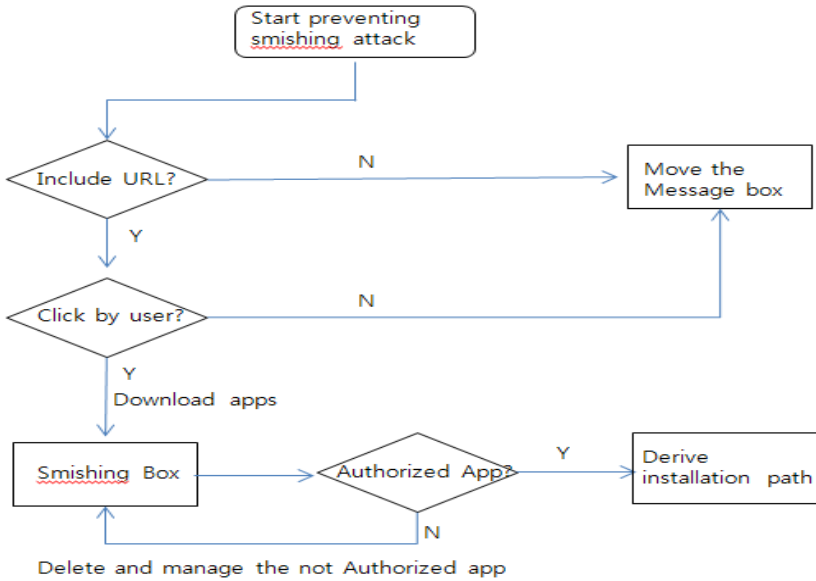 Start preventing
smishing attack
Include URL?
N
Move the
Message box
Y
Click by user?
N
Y
Download apps
Smishing Box
Authorized App?
Y
Derive
installation path
N
Delete and manage the not Authorized app